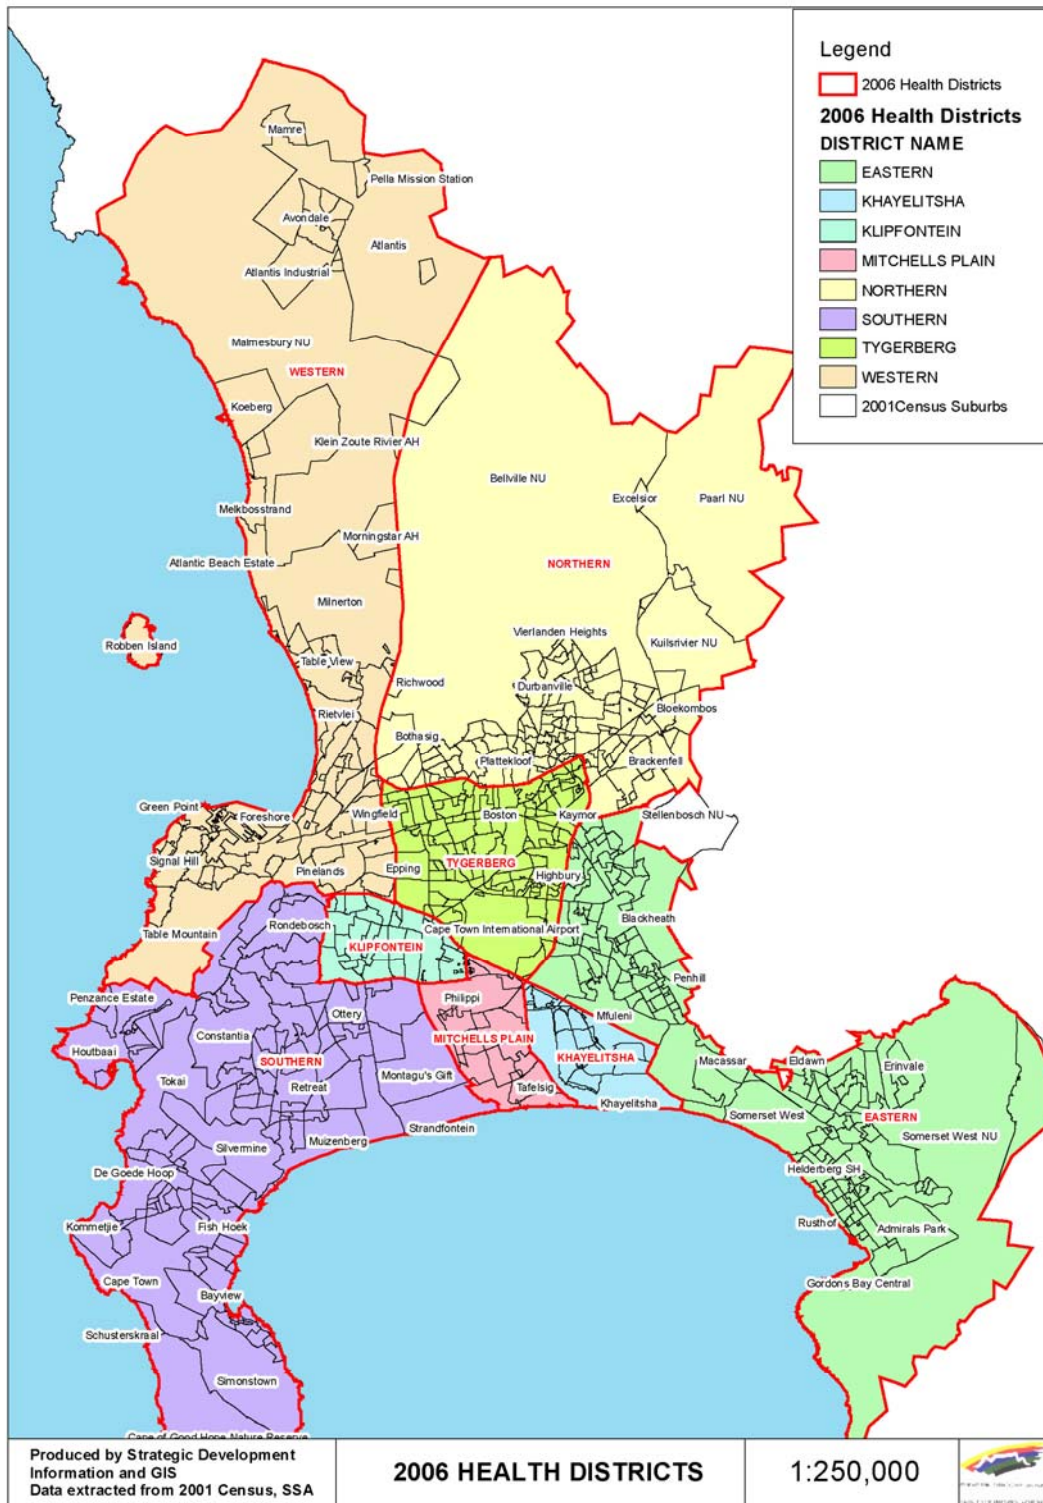 Legend
2006 Health Districts
2006 Health Districts
DISTRICT NAME
EASTERN
KHAYELITSHA
KLIPFONTEIN
MITCHELLS PLAIN
NORTHERN
SOUTHERN
TYGERBERG
WESTERN
2001Census Suburbs
Mamre
Pella Mission Station
Avondale
Atlantis
Atlantis Industrial
Malmesbury NU
WESTERN
Koeberg
Klein Zoute Rivier AH
Bellville NU
Excelsior
Paarl NU
Melkbosstrand
Morningstar AH
Atlantic Beach Estate
NORTHERN
Milnerton
Robben Island
Vierlanden Heights
Kuilsrivier NU
Table View
Richwood
Durbanville
Rietvlei
Bloekombos
Bothasig
Plattekloof
Brackenfell
Green Point
Foreshore
Wingfield
Boston
Kaymor
Stellenbosch NU
Signal Hill
Pinelands
Epping
TYGERBERG
Highbury
Blackheath
Table Mountain
Rondebosch
Cape Town International Airport
KLIPFONTEIN
Penhill
Penzance Estate
Philippi
Ottery
Mfuleni
Constantia
MITCHELLS PLAIN
Houtbaai
SOUTHERN
KHAYELITSHA
Macassar
Eldawn
Erinvale
Tokai
Retreat
Montagu's Gift
Tafelsig
Khayelitsha
Somerset West
EASTERN
Strandfontein
Muizenberg
Somerset West NU
Silvermine
De Goede Hoop
Helderberg SH
Kommetjie
Fish Hoek
Rusthof
Admirals Park
Cape Town
Gordons Bay Central
Bayview
Schusterskraal
Simonstown
Cape of Good Hope Nature Reserve
Produced by Strategic Development
Information and GIS
Data extracted from 2001 Census, SSA
2006 HEALTH DISTRICTS
1:250,000